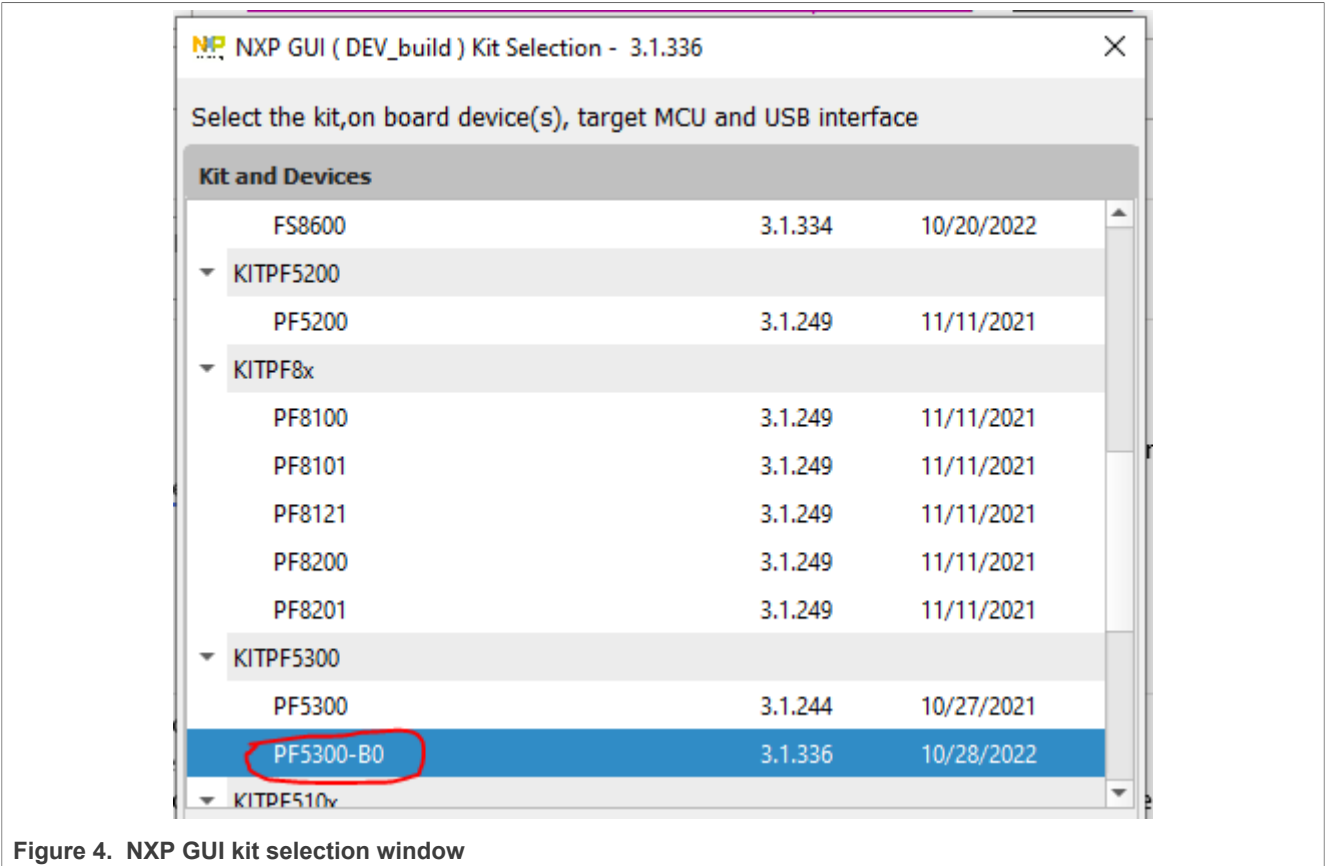 NXP GUI ( DEV_build ) Kit Selection - 3.1.336
Select the kit,on board device(s), target MCU and USB interface
Kit and Devices
FS8600 3.1.334 10/20/2022
KITPF5200
PF5200 3.1.249 11/11/2021
KITPF8x
PF8100 3.1.249 11/11/2021
PF8101 3.1.249 11/11/2021
PF8121 3.1.249 11/11/2021
PF8200 3.1.249 11/11/2021
PF8201 3.1.249 11/11/2021
KITPF5300
PF5300 3.1.244 10/27/2021
PF5300-B0 3.1.336 10/28/2022
KITPF510x
Figure 4. NXP GUI kit selection window